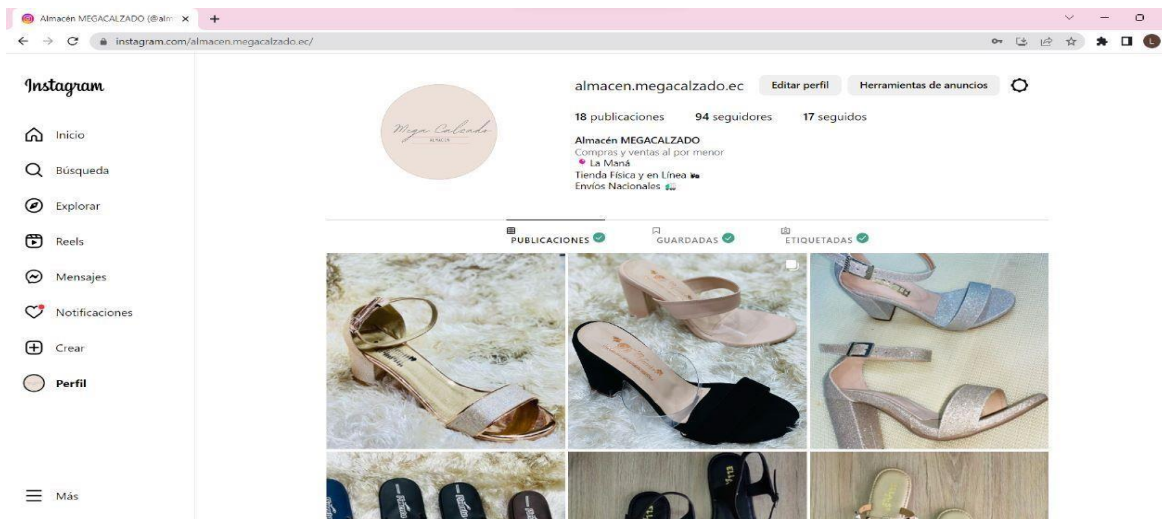 Almacén MEGACALZADO (@alm
instagram.com/almacen.megacalzado.ec/
L
Instagram
Inicio
Búsqueda
Explorar
Reels
Mensajes
Notificaciones
Crear
Perfil
Más
Mega Calzado
ALMACEN
almacen.megacalzado.ec Editar perfil Herramientas de anuncios
18 publicaciones 94 seguidores 17 seguidos
Almacén MEGACALZADO
Compras y ventas al por menor
La Maná
Tienda Física y en Línea
Envíos Nacionales
PUBLICACIONES GUARDADAS ETIQUETADAS